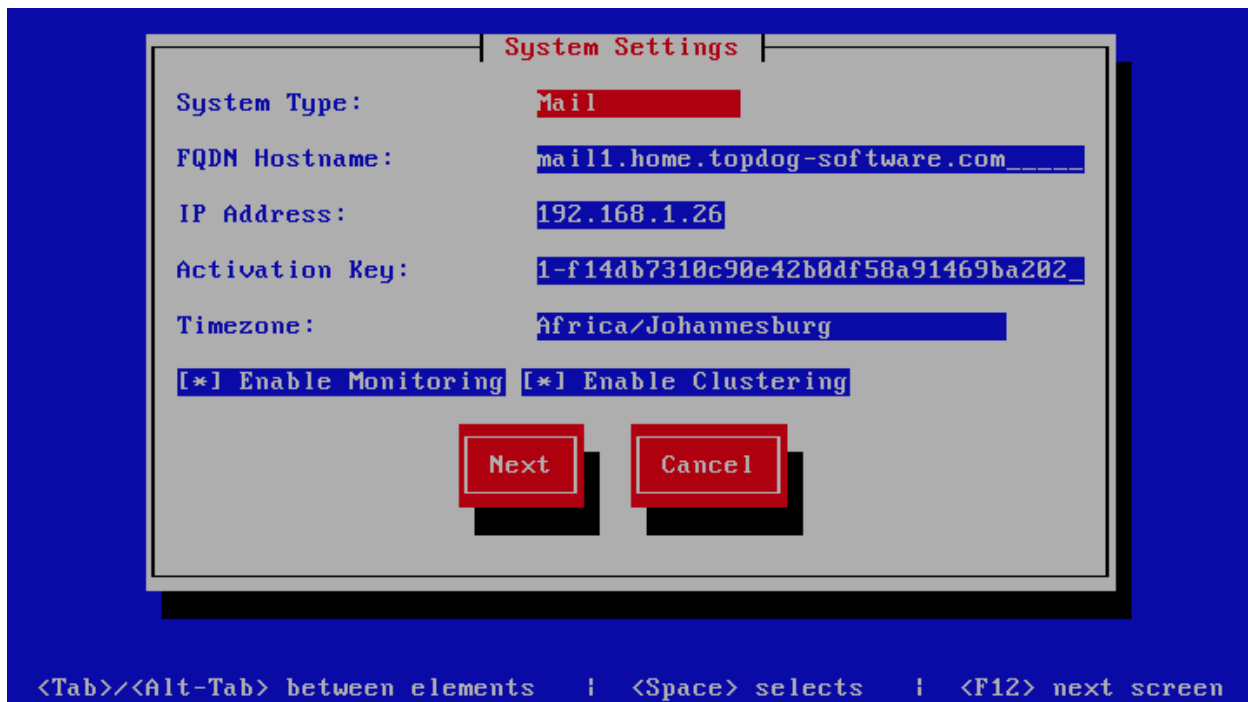 System Settings
System Type: Mail
FQDN Hostname: mail1.home.topdog-software.com_____
IP Address: 192.168.1.26
Activation Key: 1-f14db7310c90e42b0df58a91469ba202_
Timezone: Africa/Johannesburg
[*] Enable Monitoring [*] Enable Clustering
Next Cancel
<Tab>/<Alt-Tab> between elements | <Space> selects | <F12> next screen